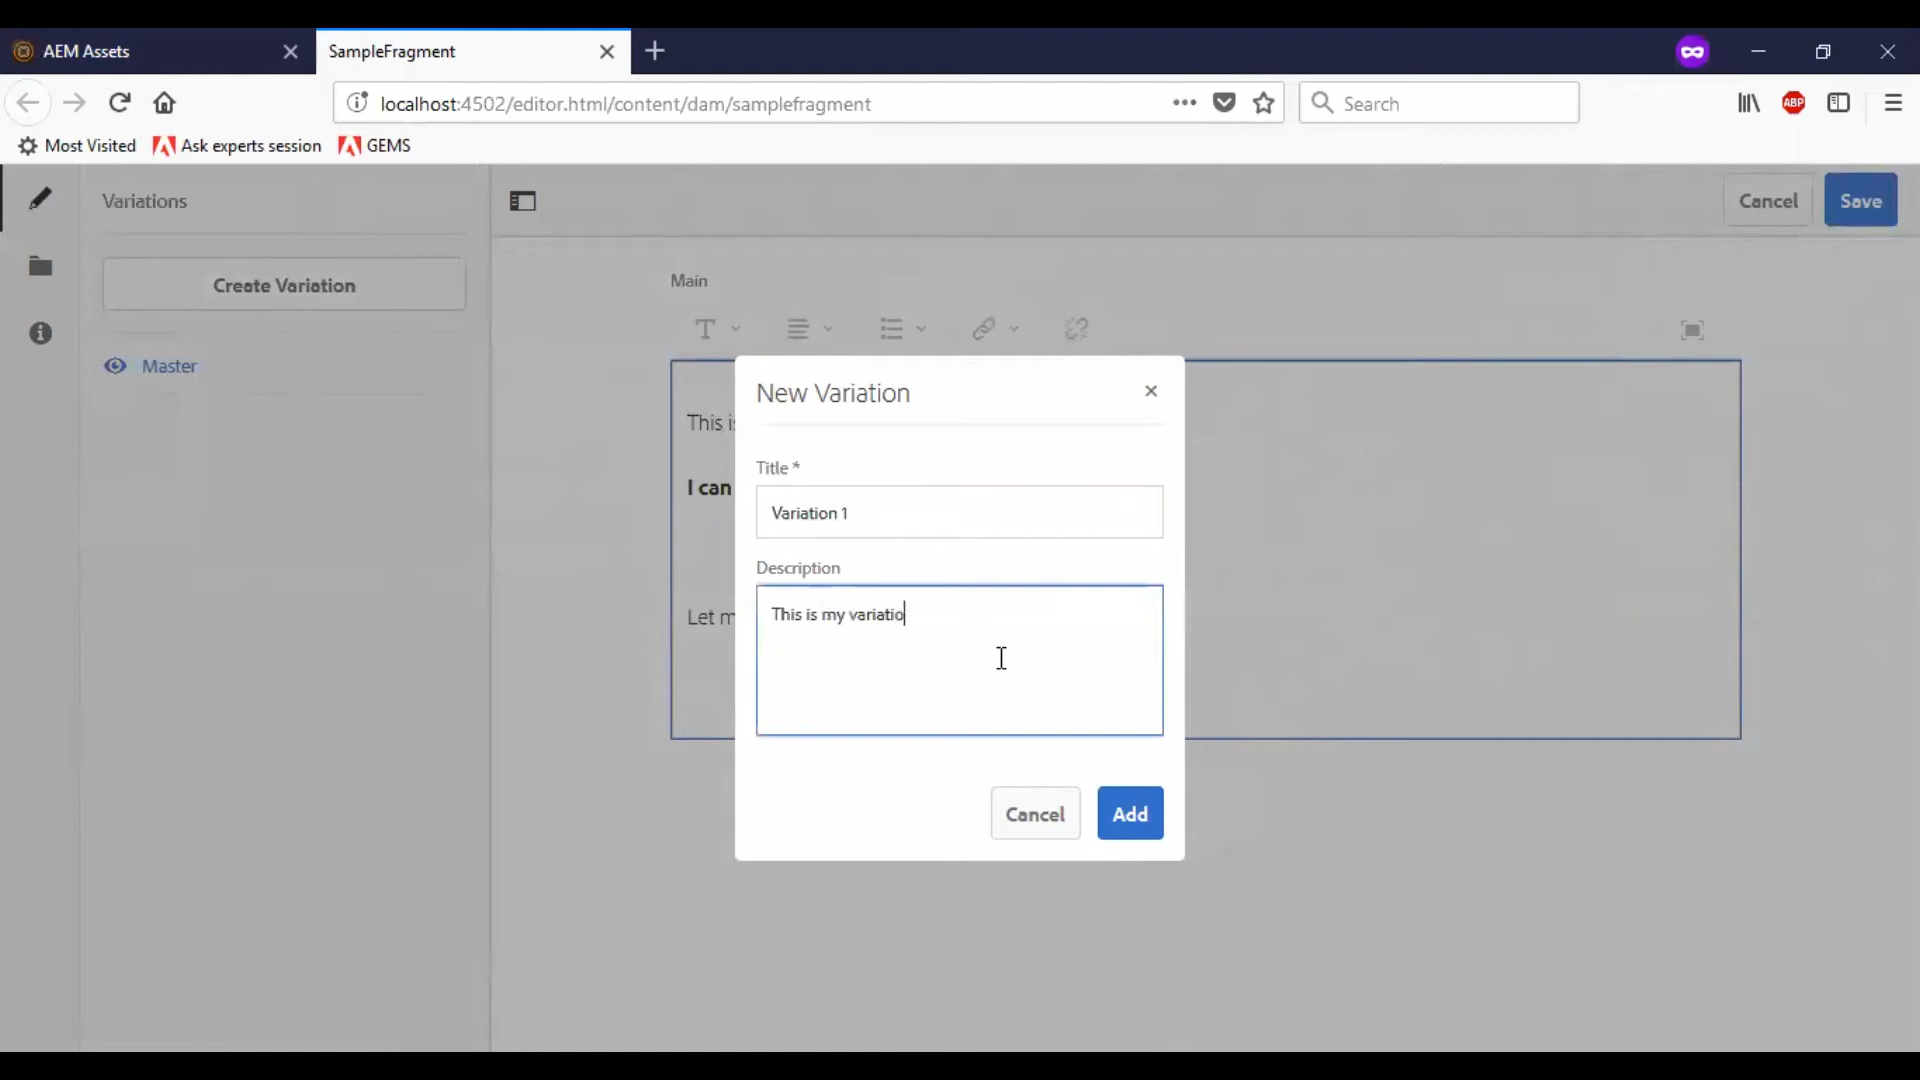 AEM Assets
SampleFragment
localhost:4502/editor.html/content/dam/samplefragment
Search
ABP
Most Visited
Ask experts session
GEMS
Variations
Cancel
Save
Create Variation
Main
Master
This is
I can
Let m
New Variation
Title *
Variation 1
Description
This is my variatio
Cancel
Add